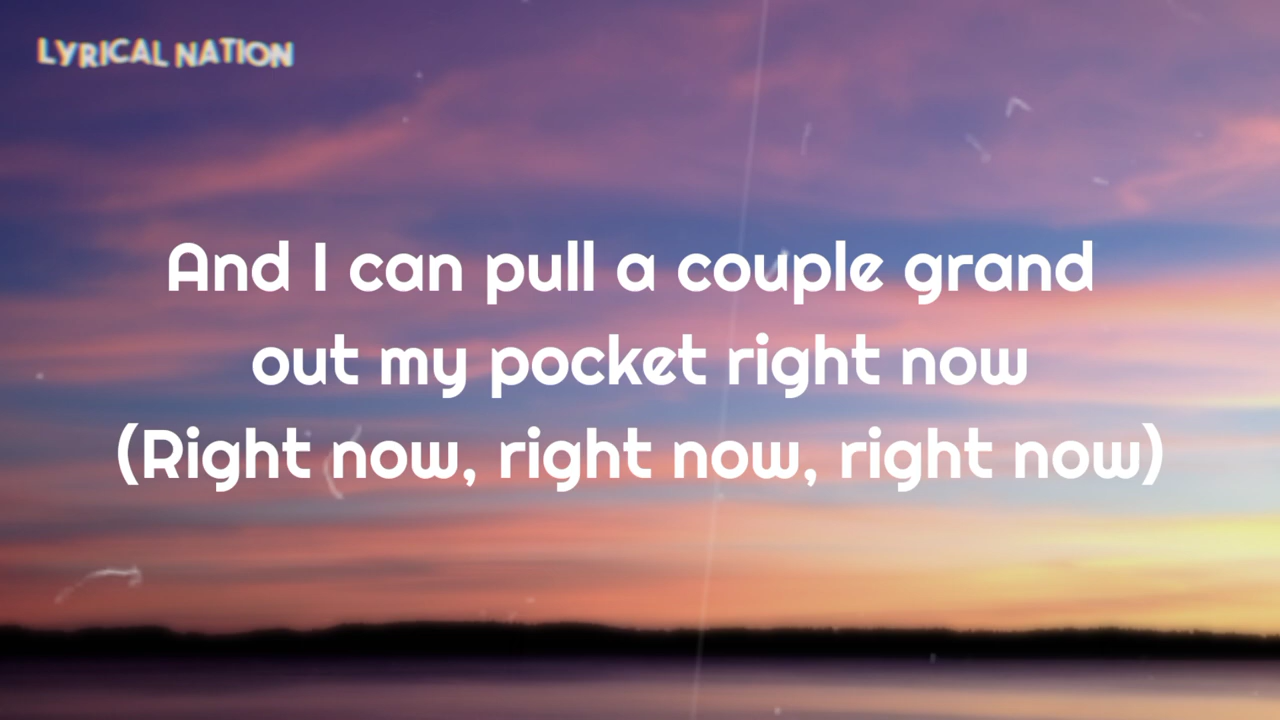 LYRICAL NATION
And I can pull a couple grand
out my pocket right now
(Right now, right now, right now)